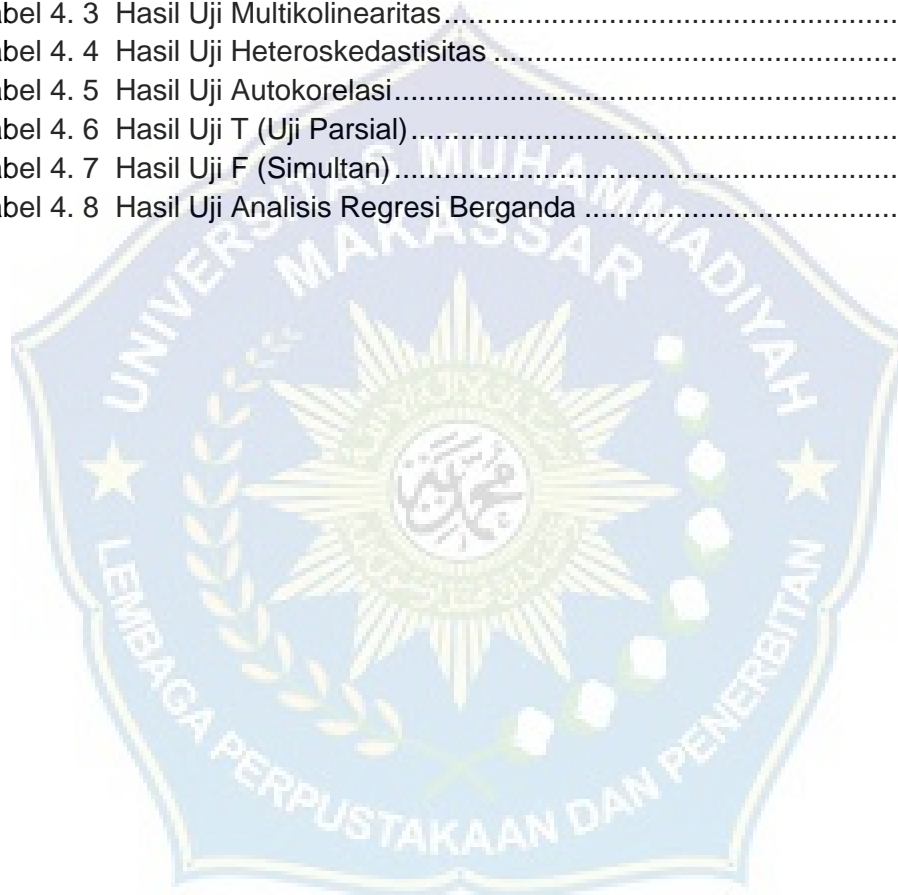 abel 4. 3 Hasil Uji Multikolinearitas
abel 4. 4 Hasil Uji Heteroskedastisitas
abel 4. 5 Hasil Uji Autokorelasi
abel 4. 6 Hasil Uji T (Uji Parsial)
abel 4. 7 Hasil Uji F (Simultan)
abel 4. 8 Hasil Uji Analisis Regresi Berganda
UNIVERSITAS MUHAMMADIYAH
MAKASSAR
LEMBAGA PERPUSTAKAAN DAN PENERBITAN